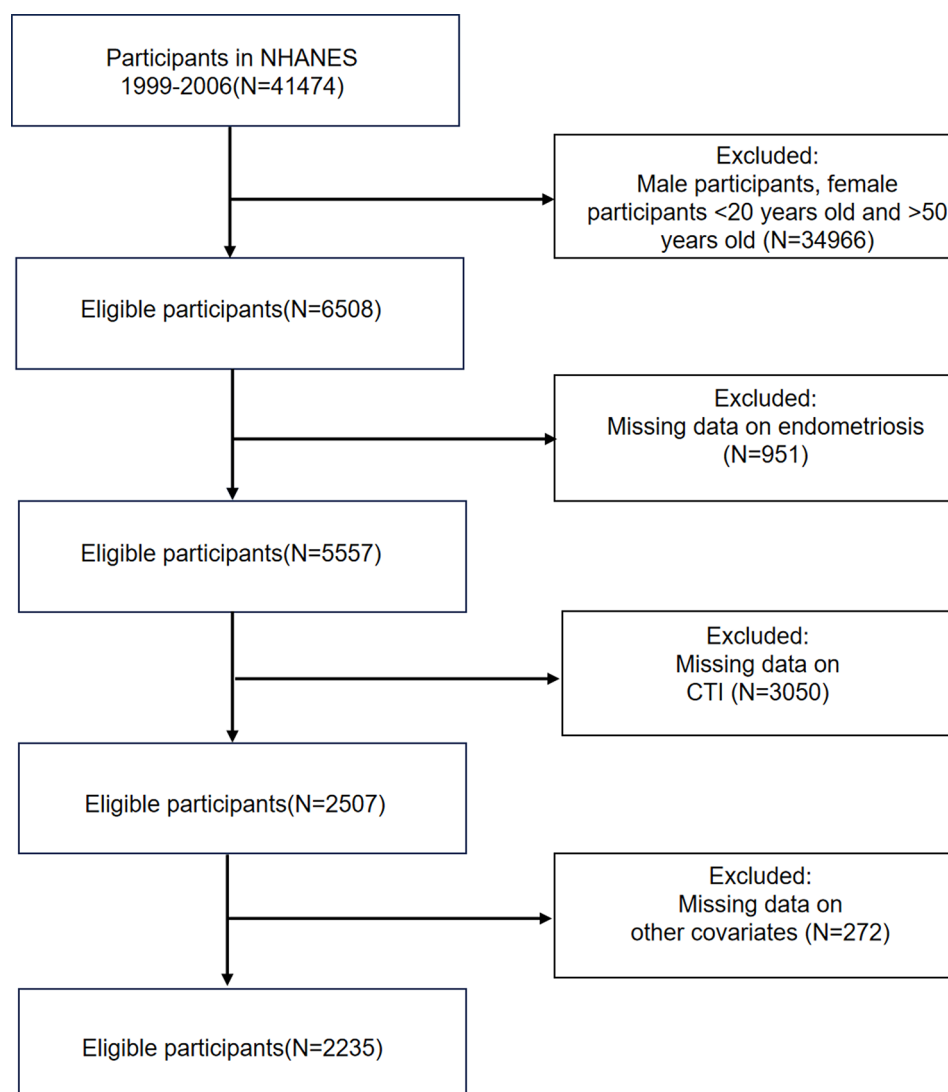 Participants in NHANES
1999-2006(N=41474)
Excluded:
Male participants, female
participants <20 years old and >50
years old (N=34966)
Eligible participants(N=6508)
Excluded:
Missing data on endometriosis
(N=951)
Eligible participants(N=5557)
Excluded:
Missing data on
CTI (N=3050)
Eligible participants(N=2507)
Excluded:
Missing data on
other covariates (N=272)
Eligible participants(N=2235)